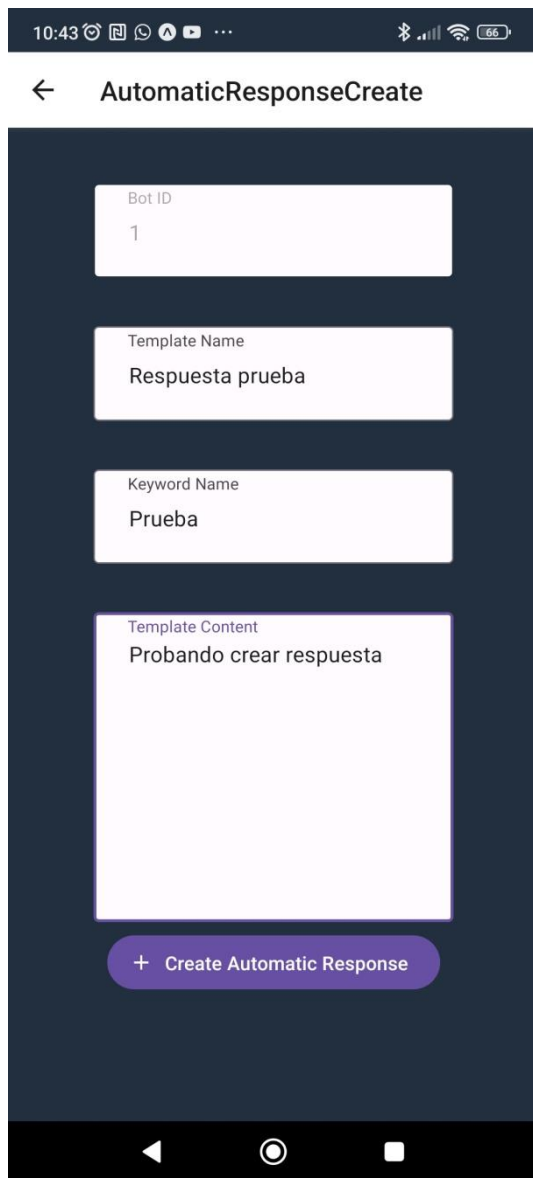 10:43
66
AutomaticResponseCreate
Bot ID
1
Template Name
Respuesta prueba
Keyword Name
Prueba
Template Content
Probando crear respuesta
+ Create Automatic Response